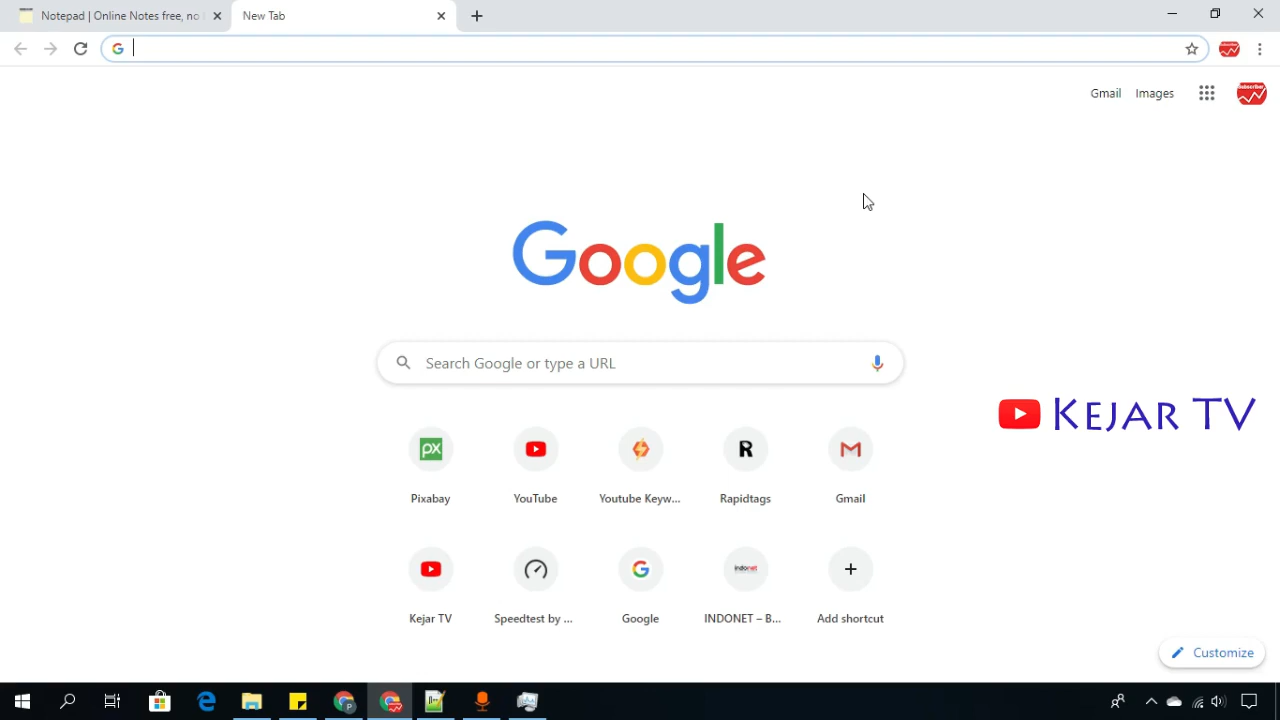 Notepad | Online Notes free, no
New Tab
Gmail Images
Google
Search Google or type a URL
KEJAR TV
Pixabay
YouTube
Youtube Keyw...
Rapidtags
Gmail
Kejar TV
Speedtest by ...
Google
INDONET – B...
Add shortcut
Customize